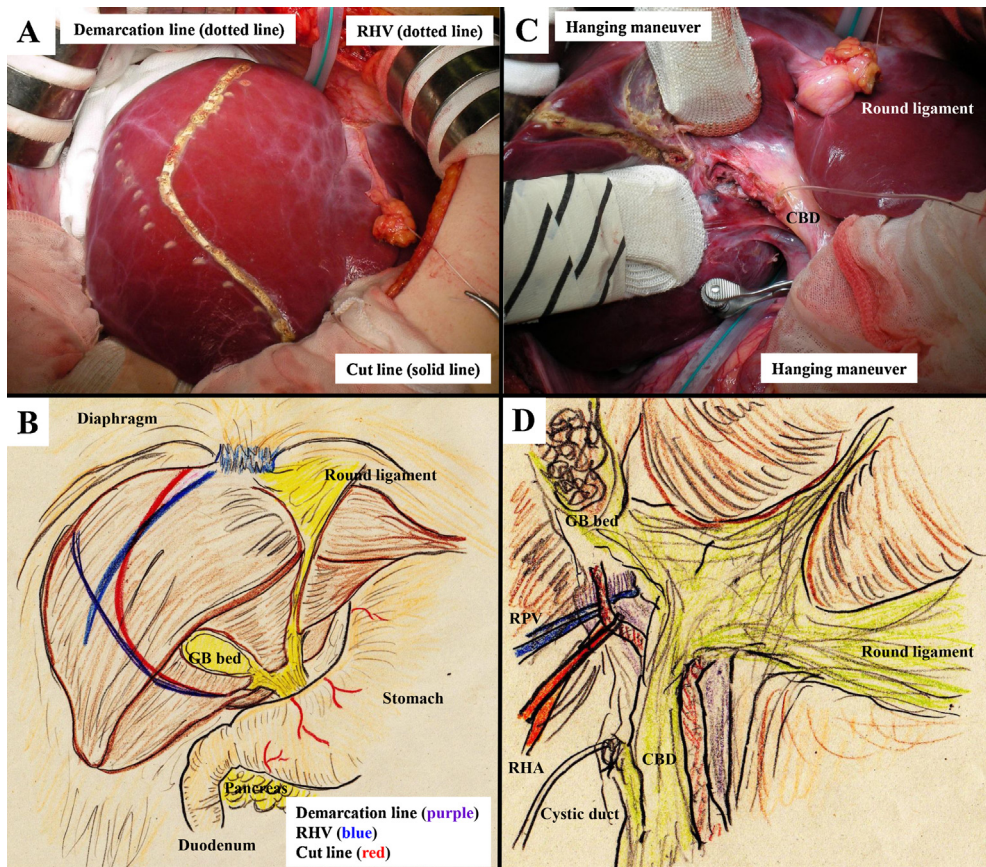 A
Demarcation line (dotted line)
RHV (dotted line)
Cut line (solid line)
B
Diaphragm
Round ligament
GB bed
Stomach
Pancreas
Duodenum
Demarcation line (purple)
RHV (blue)
Cut line (red)
C
Hanging maneuver
Round ligament
CBD
Hanging maneuver
D
GB bed
RPV
Round ligament
RHA
CBD
Cystic duct